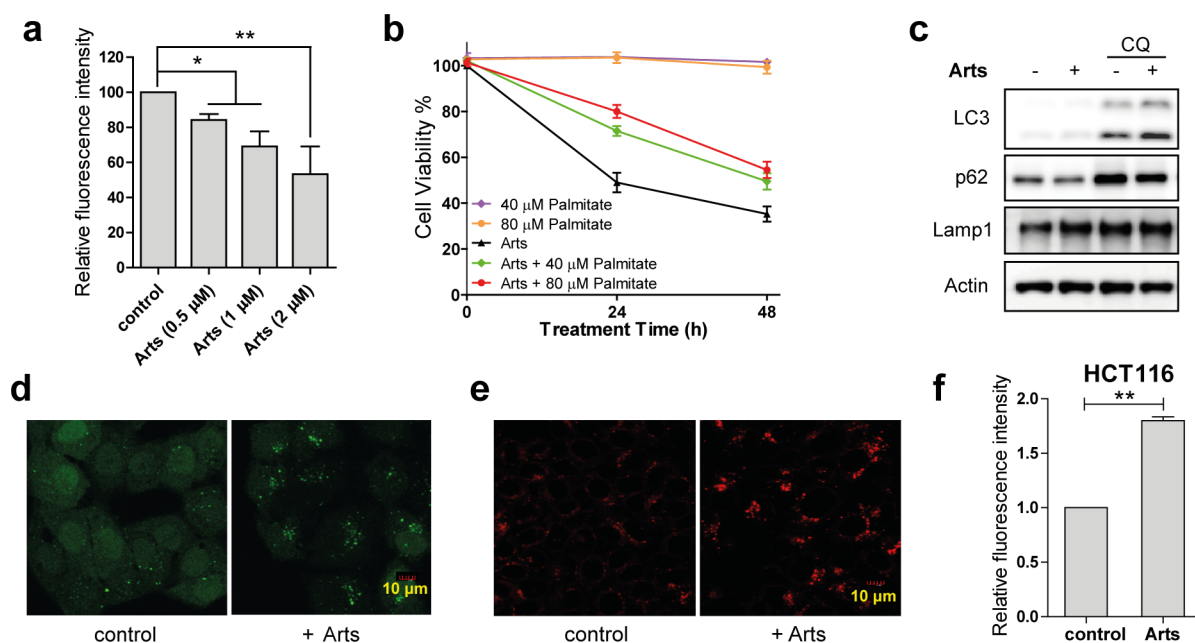 a
Relative fluorescence intensity
120
100
80
60
40
20
0
*
**
control
Arts (0.5 µM)
Arts (1 µM)
Arts (2 µM)
b
Cell Viability %
100
80
60
40
20
0
40 µM Palmitate
80 µM Palmitate
Arts
Arts + 40 µM Palmitate
Arts + 80 µM Palmitate
0
24
48
Treatment Time (h)
c
CQ
Arts - + - +
LC3
p62
Lamp1
Actin
d
10 µm
control
+ Arts
e
10 µm
control
+ Arts
f
HCT116
Relative fluorescence intensity
2.0
1.5
1.0
0.5
0.0
**
control
Arts